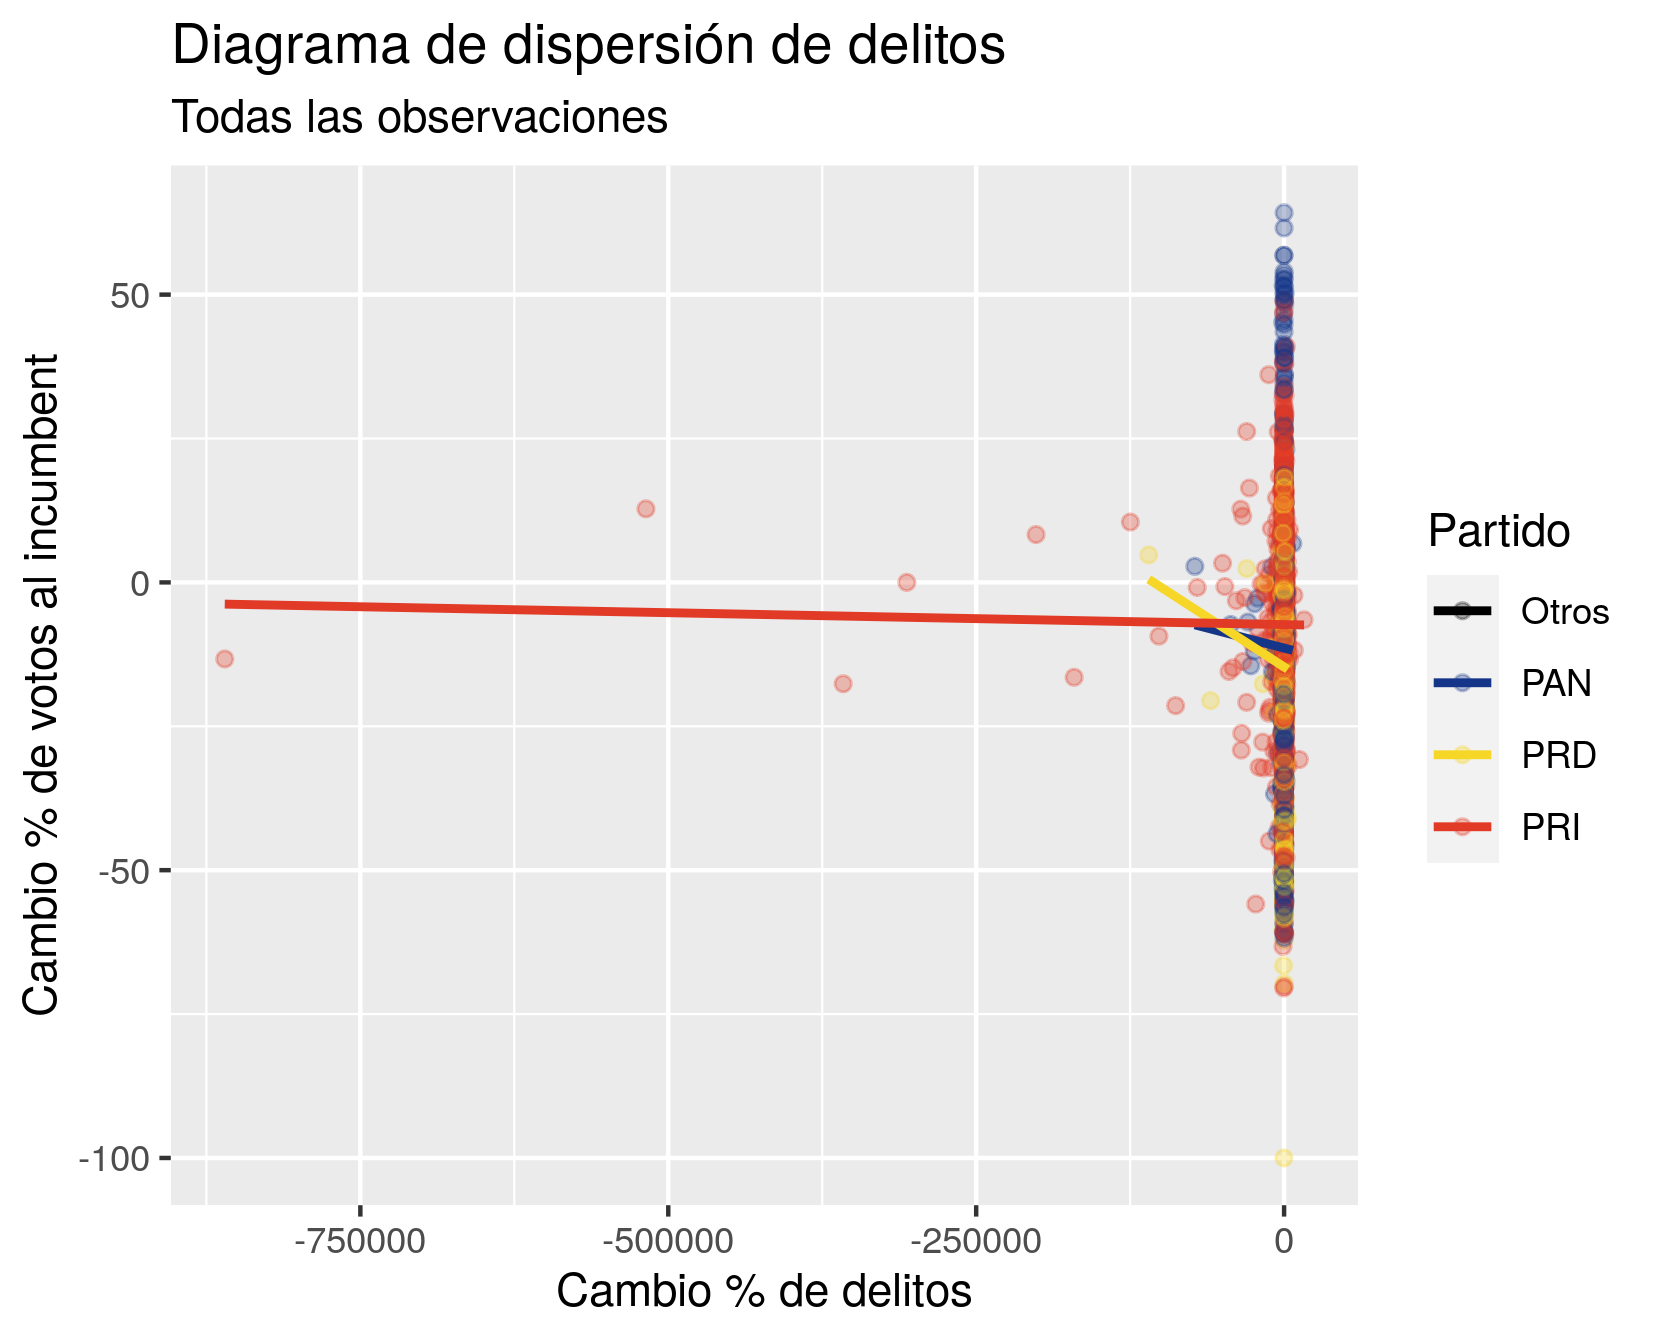 Diagrama de dispersión de delitos
Todas las observaciones
Cambio % de votos al incumbent
50
0
-50
-100
-750000
-500000
-250000
0
Cambio % de delitos
Partido
Otros
PAN
PRD
PRI